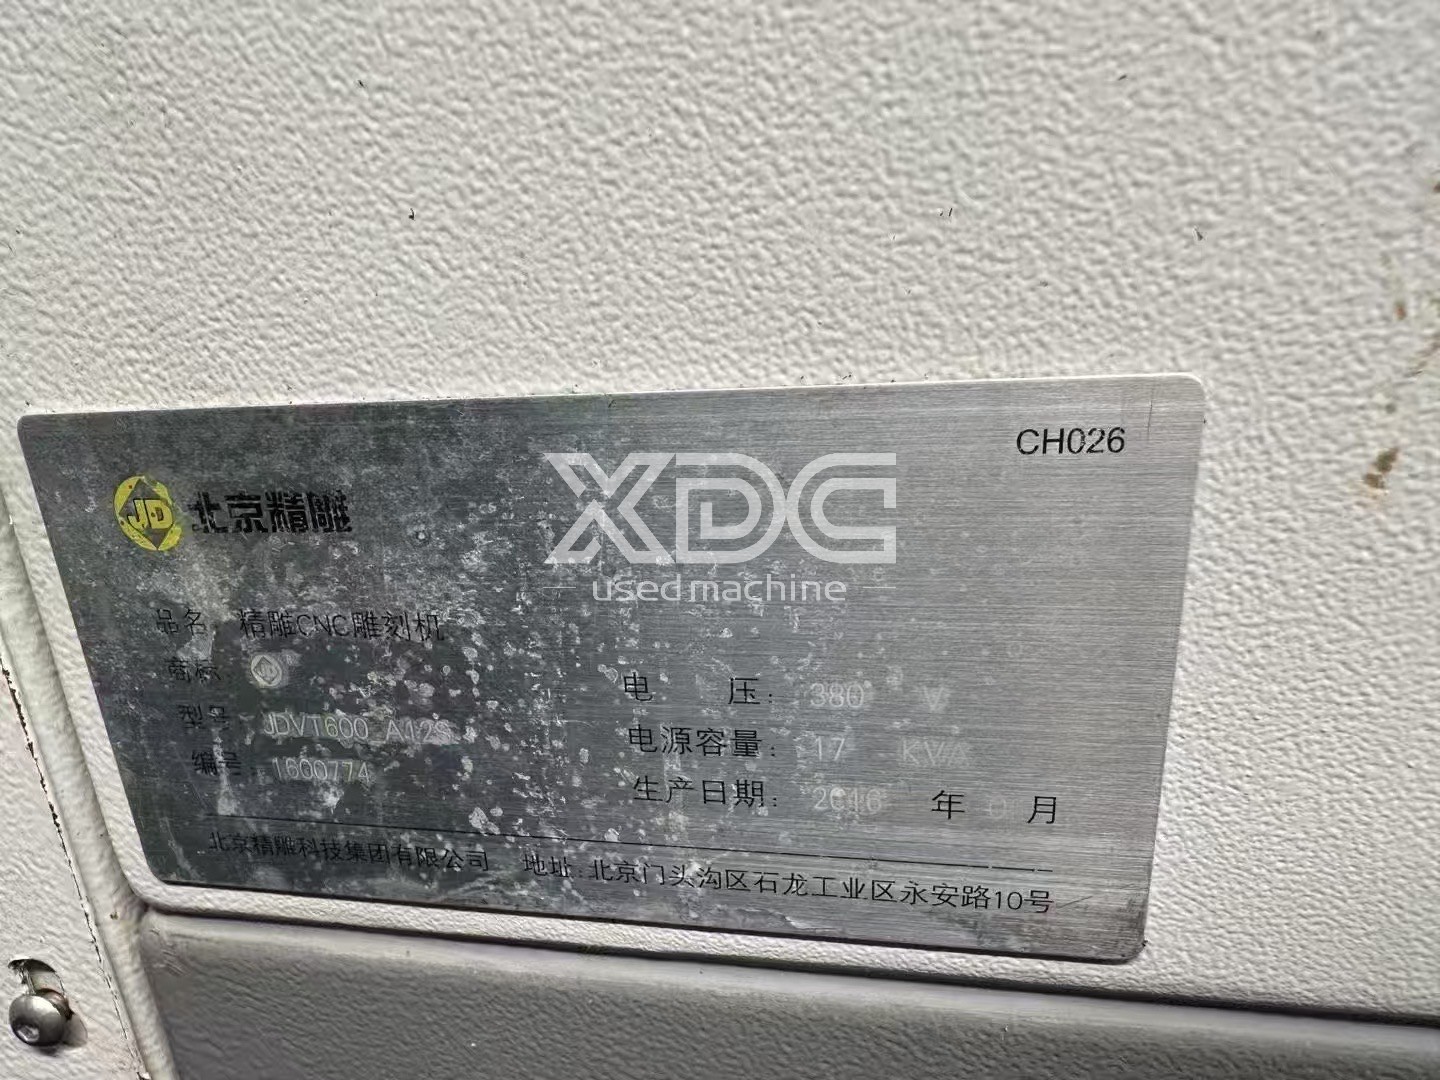 CH026
JD 北京精雕
XDC
used machine
品名 精雕CNC雕刻机
商标 JD
型号 JDVT600_A12S
编号 1600774
电 压: 380 V
电源容量: 17 KVA
生产日期: 2016 年 月
北京精雕科技集团有限公司 地址:北京门头沟区石龙工业区永安路10号